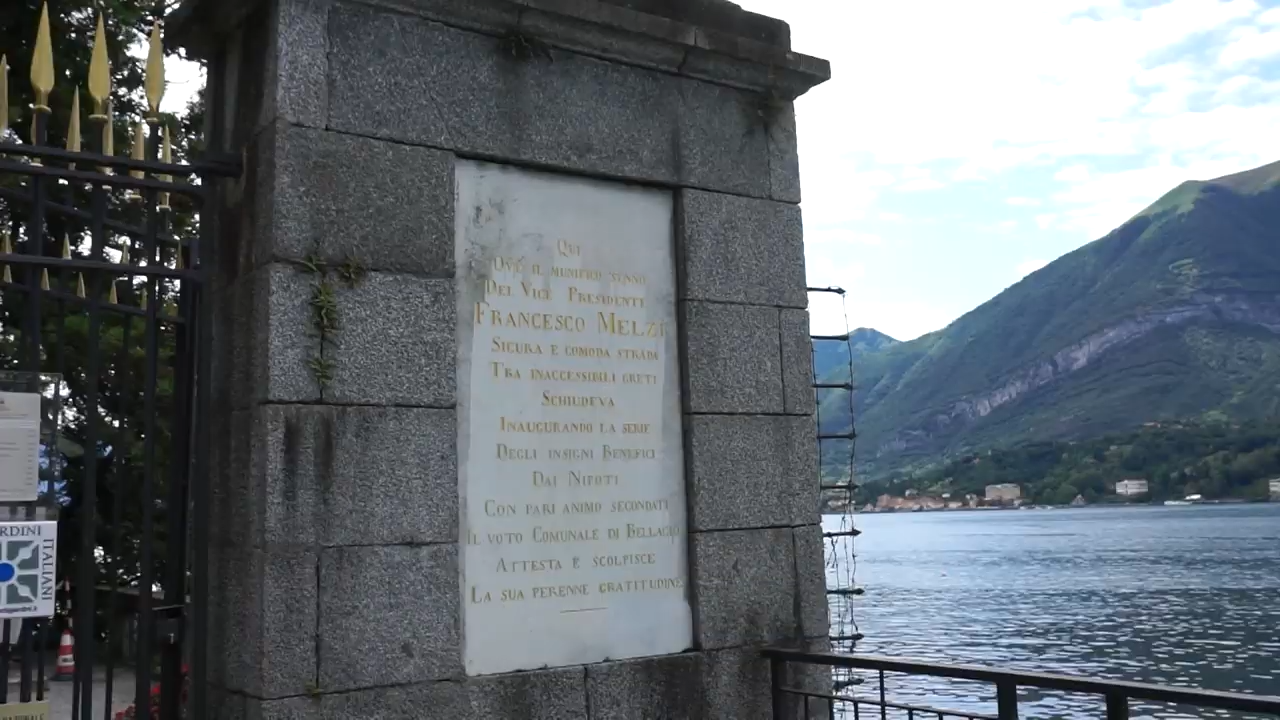 Qui
Ove il munifico senno
Del Vice Presidenti
Francesco Melzi
Sicura e comoda strada
Tra inaccessibili greti
Schiudeva
Inaugurando la serie
Degli insigni Benefici
Dai Nipoti
Con pari animo secondati
Il voto Comunale di Bellagio
Attesta e scolpisce
La sua perenne gratitudine
RDINI
ITALIANI